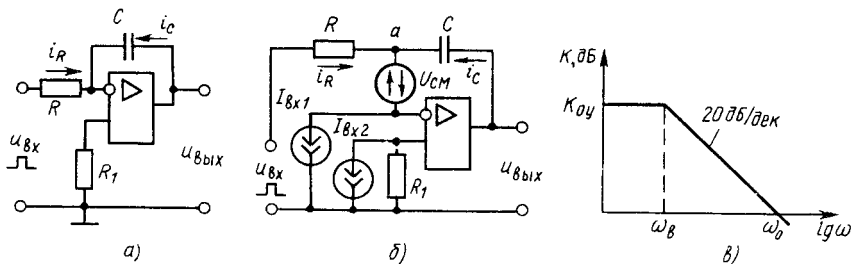 C
i_C
i_R
R
R_1
u_вх
u_вых
а)
R
a
C
i_R
i_C
U_см
I_вх1
I_вх2
u_вх
R_1
u_вых
б)
К, дБ
К_оу
20 дБ/дек
ω_в
ω_0
lg ω
в)